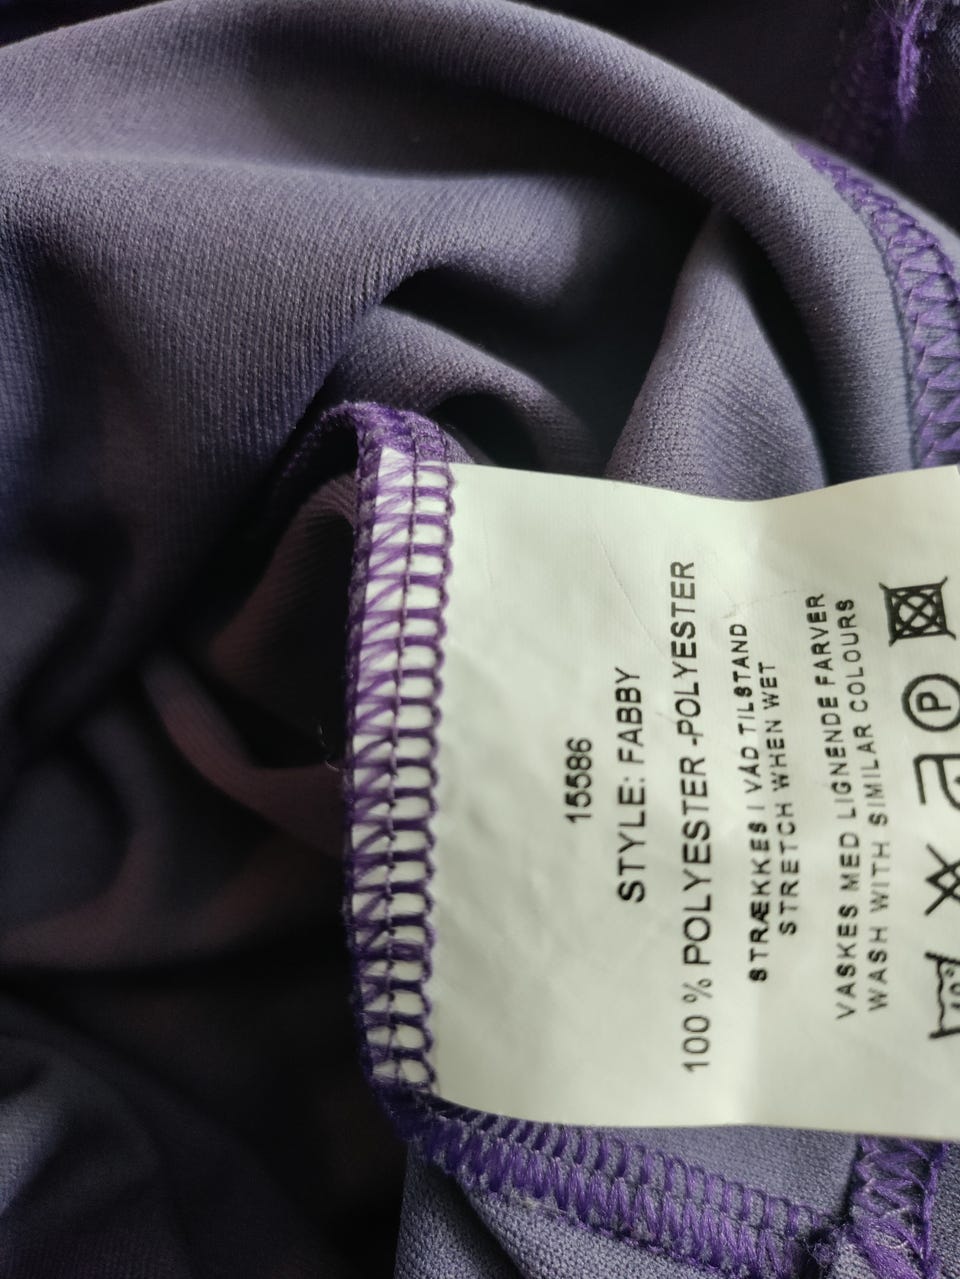 15586
STYLE: FABBY
100 % POLYESTER -POLYESTER
STRÆKKES I VÅD TILSTAND
STRETCH WHEN WET
VASKES MED LIGNENDE FARVER
WASH WITH SIMILAR COLOURS
P